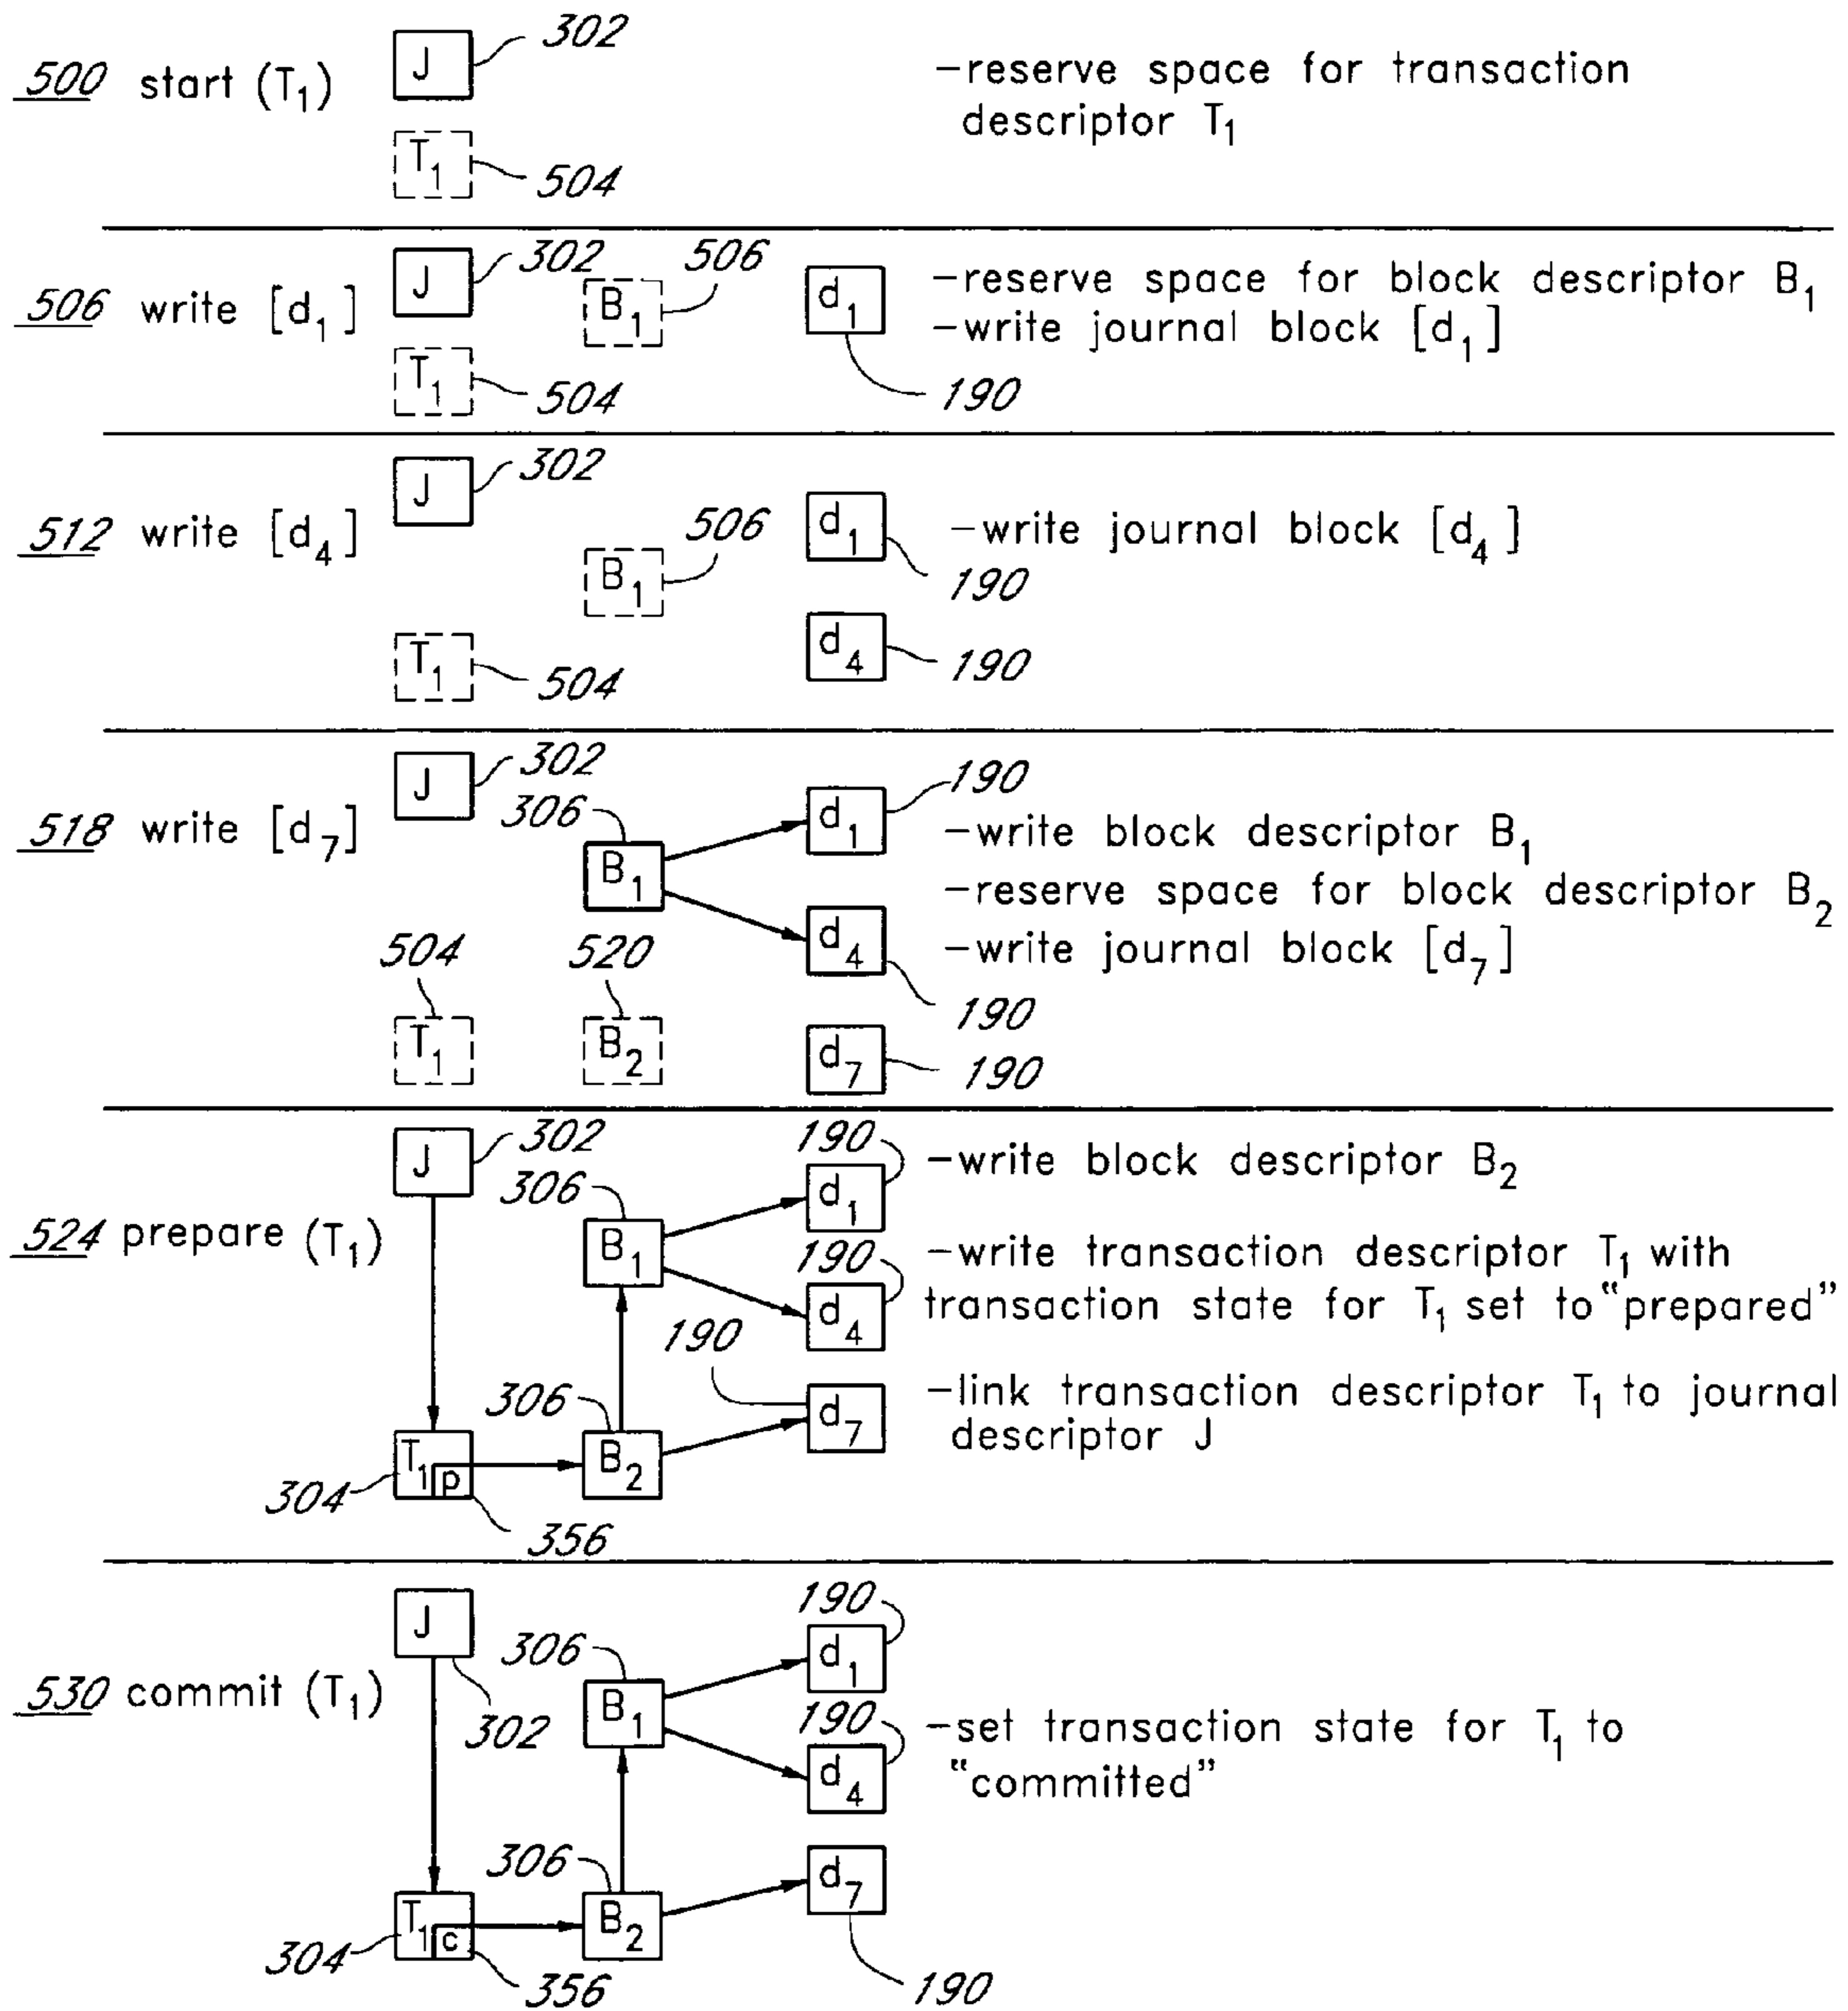 500 start (T₁)
J
302
T₁
504
–reserve space for transaction
descriptor T₁
506 write [d₁]
J
302
B₁
506
d₁
190
T₁
504
–reserve space for block descriptor B₁
–write journal block [d₁]
512 write [d₄]
J
302
B₁
506
d₁
190
d₄
190
T₁
504
–write journal block [d₄]
518 write [d₇]
J
302
306
B₁
d₁
190
d₄
190
504
T₁
520
B₂
d₇
190
–write block descriptor B₁
–reserve space for block descriptor B₂
–write journal block [d₇]
524 prepare (T₁)
J
302
306
B₁
190
d₁
190
d₄
190
d₇
306
B₂
T₁
p
304
356
–write block descriptor B₂
–write transaction descriptor T₁ with
transaction state for T₁ set to "prepared"
–link transaction descriptor T₁ to journal
descriptor J
530 commit (T₁)
J
302
306
B₁
190
d₁
190
d₄
306
B₂
d₇
190
T₁
c
304
356
–set transaction state for T₁ to
"committed"